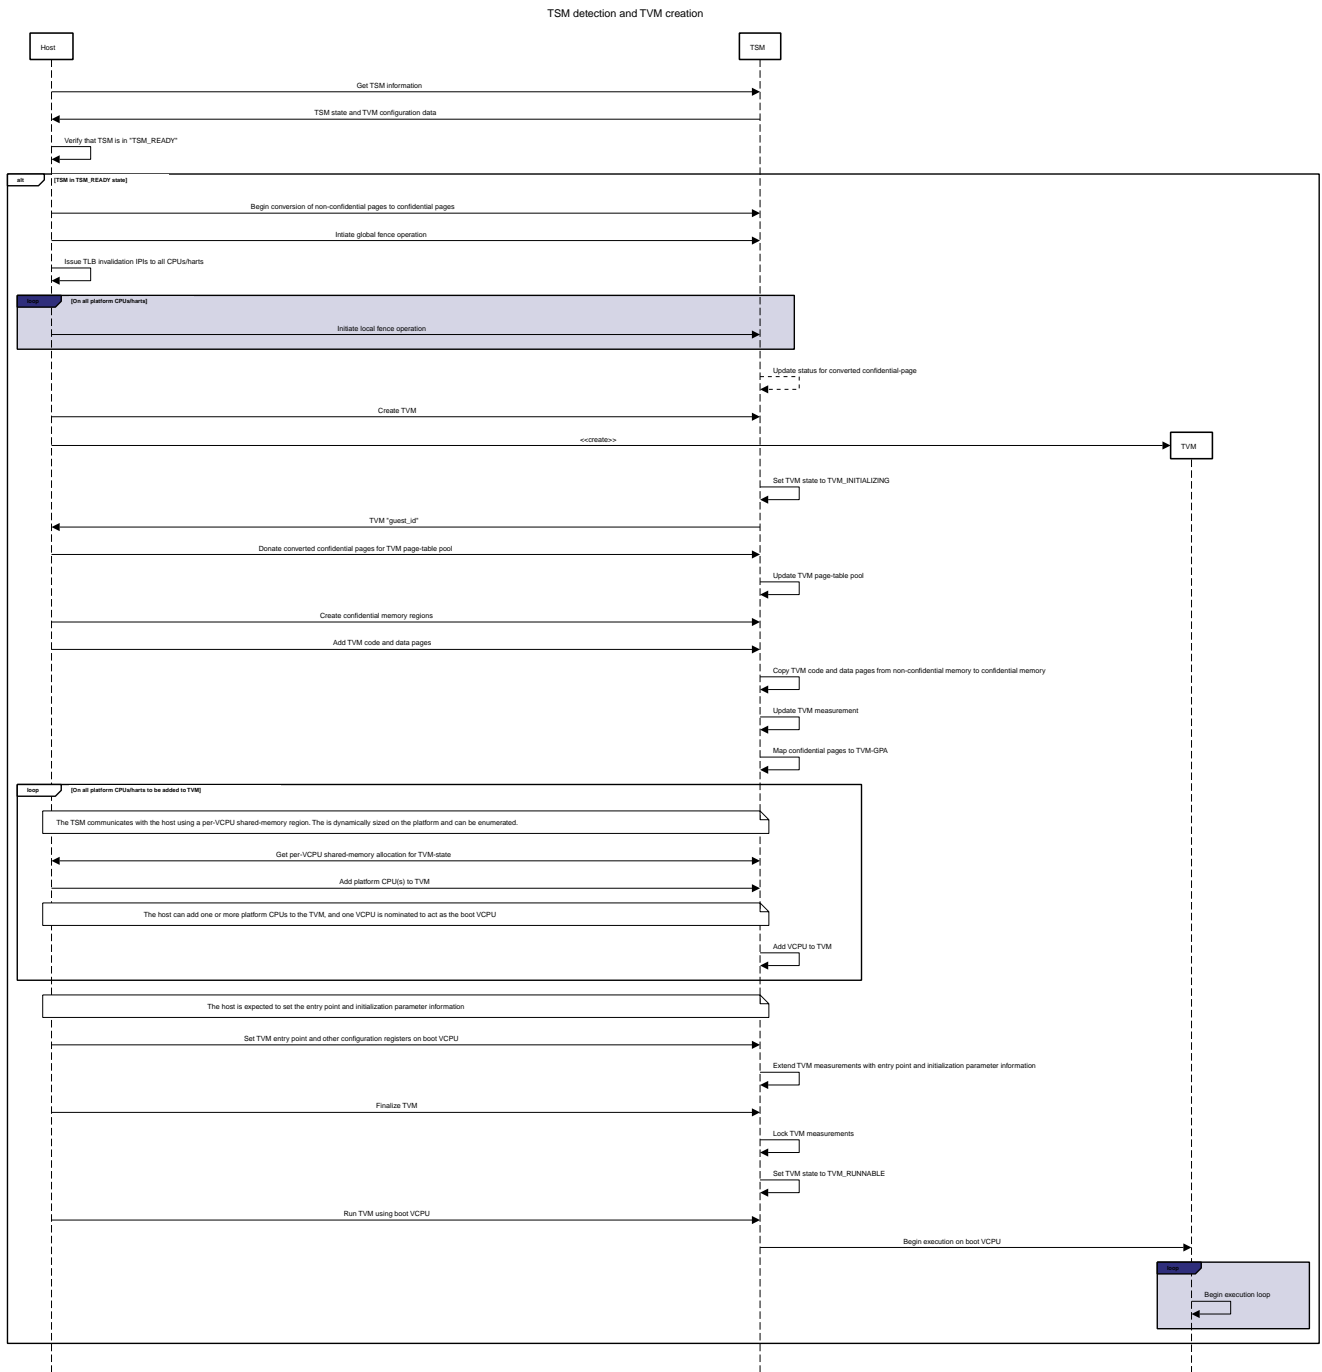 TSM detection and TVM creation
Host
TSM
Get TSM information
TSM state and TVM configuration data
Verify that TSM is in "TSM_READY"
alt
[TSM in TSM_READY state]
Begin conversion of non-confidential pages to confidential pages
Intiate global fence operation
Issue TLB invalidation IPIs to all CPUs/harts
loop
[On all platform CPUs/harts]
Initiate local fence operation
Update status for converted confidential-page
Create TVM
<<create>>
TVM
Set TVM state to TVM_INITIALIZING
TVM "guest_id"
Donate converted confidential pages for TVM page-table pool
Update TVM page-table pool
Create confidential memory regions
Add TVM code and data pages
Copy TVM code and data pages from non-confidential memory to confidential memory
Update TVM measurement
Map confidential pages to TVM-GPA
loop
[On all platform CPUs/harts to be added to TVM]
The TSM communicates with the host using a per-VCPU shared-memory region. The is dynamically sized on the platform and can be enumerated.
Get per-VCPU shared-memory allocation for TVM-state
Add platform CPU(s) to TVM
The host can add one or more platform CPUs to the TVM, and one VCPU is nominated to act as the boot VCPU
Add VCPU to TVM
The host is expected to set the entry point and initialization parameter information
Set TVM entry point and other configuration registers on boot VCPU
Extend TVM measurements with entry point and initialization parameter information
Finalize TVM
Lock TVM measurements
Set TVM state to TVM_RUNNABLE
Run TVM using boot VCPU
Begin execution on boot VCPU
loop
Begin execution loop